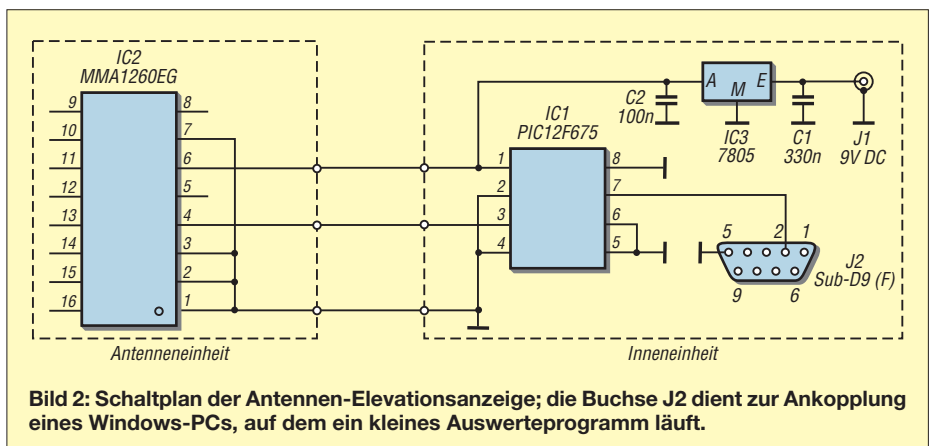 IC2
MMA1260EG
9
10
11
12
13
14
15
16
8
7
6
5
4
3
2
1
Antenneneinheit
IC1
PIC12F675
1
2
3
4
8
7
6
5
C2
100n
A
M
E
IC3
7805
C1
330n
J1
9V DC
5
2
1
9
6
J2
Sub-D9 (F)
Inneneinheit
Bild 2: Schaltplan der Antennen-Elevationsanzeige; die Buchse J2 dient zur Ankopplung
eines Windows-PCs, auf dem ein kleines Auswerteprogramm läuft.